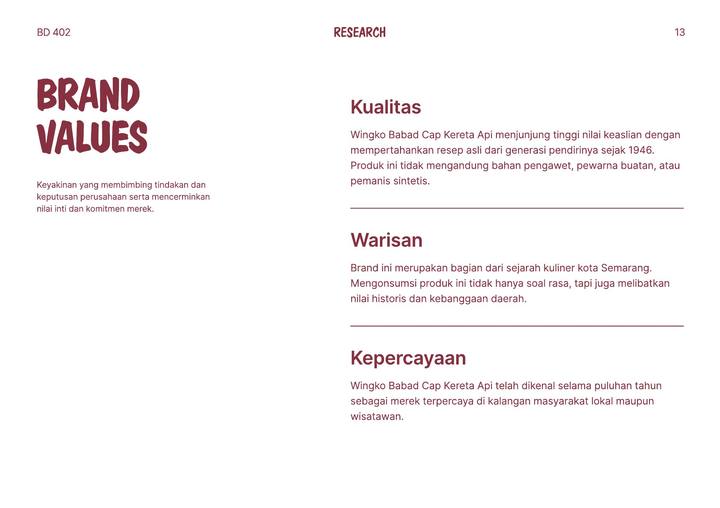 BD 402
RESEARCH
13
BRAND
VALUES
Keyakinan yang membimbing tindakan dan
keputusan perusahaan serta mencerminkan
nilai inti dan komitmen merek.
Kualitas
Wingko Babad Cap Kereta Api menjunjung tinggi nilai keaslian dengan
mempertahankan resep asli dari generasi pendirinya sejak 1946.
Produk ini tidak mengandung bahan pengawet, pewarna buatan, atau
pemanis sintetis.
Warisan
Brand ini merupakan bagian dari sejarah kuliner kota Semarang.
Mengonsumsi produk ini tidak hanya soal rasa, tapi juga melibatkan
nilai historis dan kebanggaan daerah.
Kepercayaan
Wingko Babad Cap Kereta Api telah dikenal selama puluhan tahun
sebagai merek terpercaya di kalangan masyarakat lokal maupun
wisatawan.